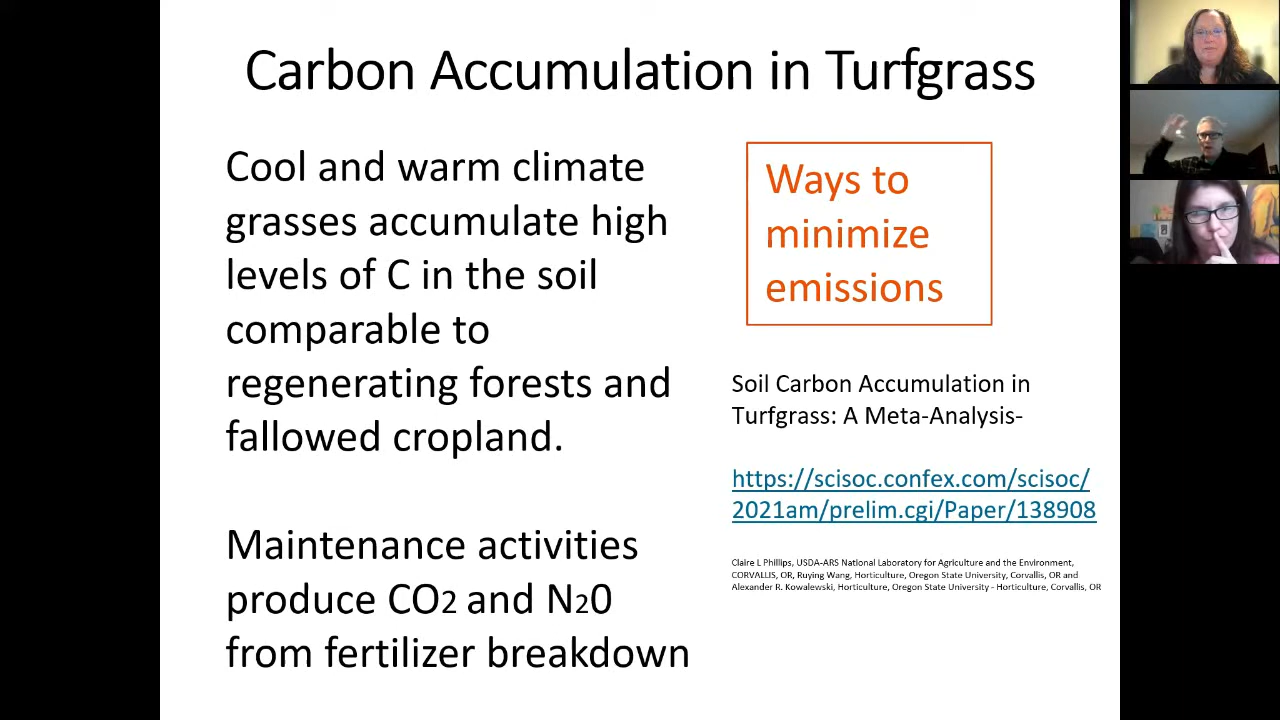 Carbon Accumulation in Turfgrass
Cool and warm climate
grasses accumulate high
levels of C in the soil
comparable to
regenerating forests and
fallowed cropland.
Maintenance activities
produce CO2 and N20
from fertilizer breakdown
Ways to
minimize
emissions
Soil Carbon Accumulation in
Turfgrass: A Meta-Analysis-
https://scisoc.confex.com/scisoc/
2021am/prelim.cgi/Paper/138908
Claire L Phillips, USDA-ARS National Laboratory for Agriculture and the Environment,
CORVALLIS, OR, Ruying Wang, Horticulture, Oregon State University, Corvallis, OR and
Alexander R. Kowalewski, Horticulture, Oregon State University - Horticulture, Corvallis, OR